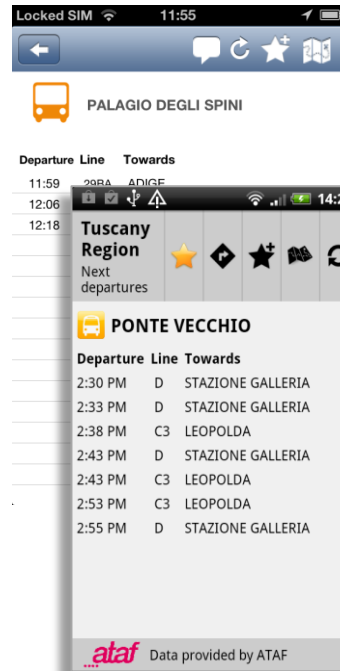 Locked SIM 11:55
PALAGIO DEGLI SPINI
Departure Line Towards
11:59 29BA ADIGE
12:06
12:18
14:2
Tuscany
Region
Next
departures
PONTE VECCHIO
Departure Line Towards
2:30 PM D STAZIONE GALLERIA
2:33 PM D STAZIONE GALLERIA
2:38 PM C3 LEOPOLDA
2:43 PM D STAZIONE GALLERIA
2:43 PM C3 LEOPOLDA
2:53 PM C3 LEOPOLDA
2:55 PM D STAZIONE GALLERIA
ataf Data provided by ATAF